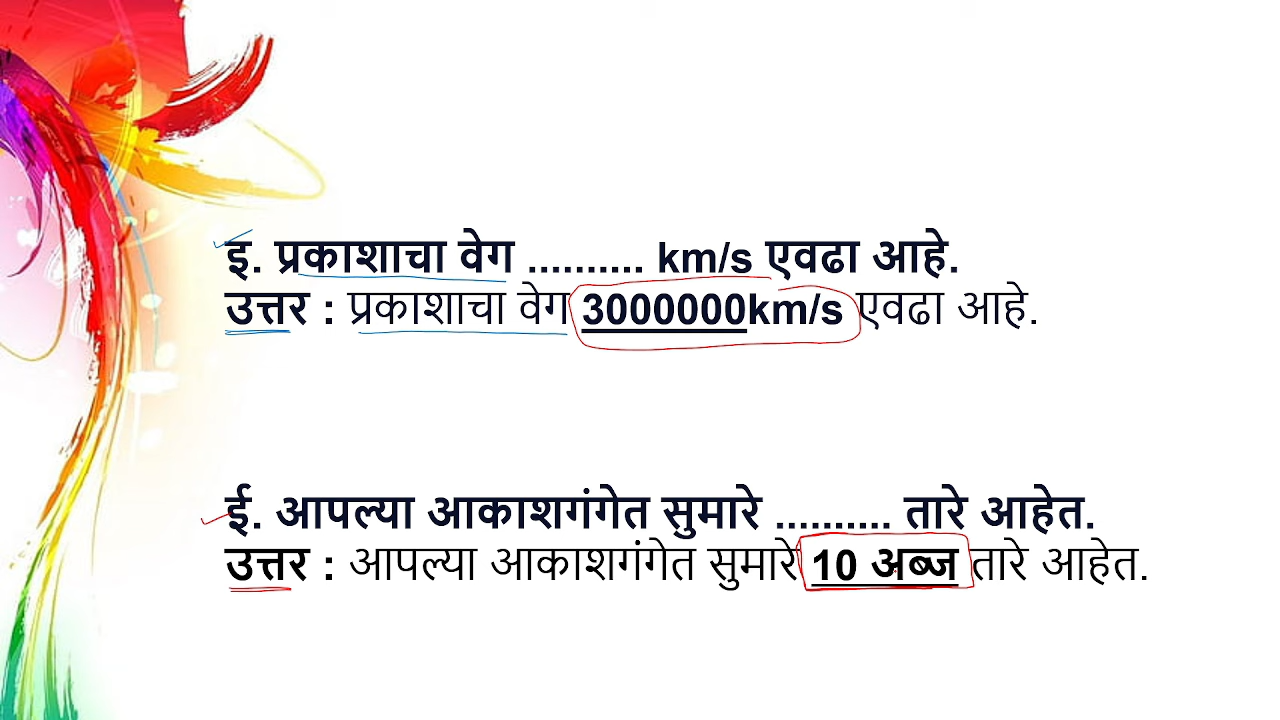 इ. प्रकाशाचा वेग .......... km/s एवढा आहे.
उत्तर : प्रकाशाचा वेग 3000000km/s एवढा आहे.
ई. आपल्या आकाशगंगेत सुमारे .......... तारे आहेत.
उत्तर : आपल्या आकाशगंगेत सुमारे 10 अब्ज तारे आहेत.